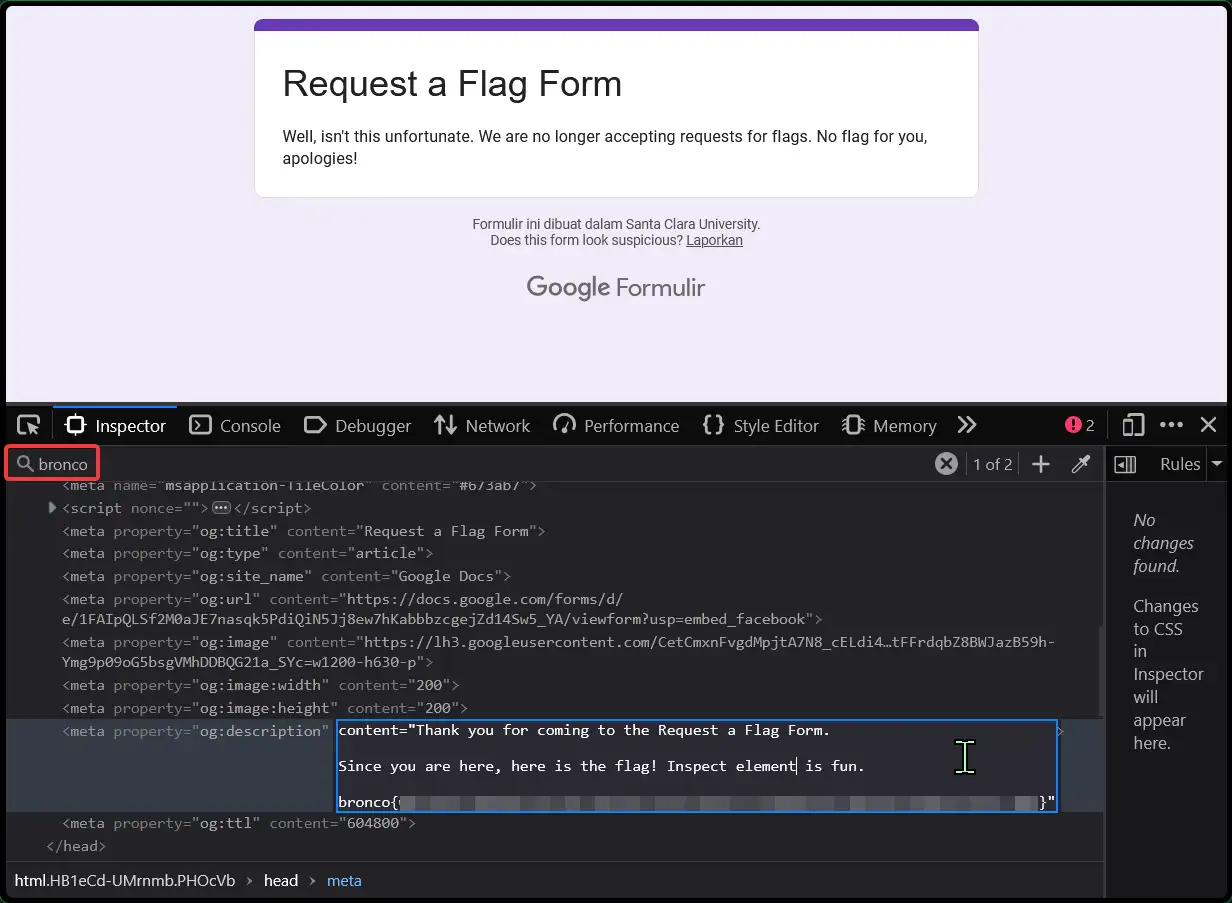 Request a Flag Form
Well, isn't this unfortunate. We are no longer accepting requests for flags. No flag for you,
apologies!
Formulir ini dibuat dalam Santa Clara University.
Does this form look suspicious? Laporkan
Google Formulir
Inspector Console Debugger Network Performance Style Editor Memory 2
bronco 1 of 2 Rules
<meta name="msapplication-TileColor" content="#673ab7">
<script nonce=""></script>
<meta property="og:title" content="Request a Flag Form">
<meta property="og:type" content="article">
<meta property="og:site_name" content="Google Docs">
<meta property="og:url" content="https://docs.google.com/forms/d/
e/1FAIpQLSf2M0aJE7nasqk5PdiQiN5Jj8ew7hKabbbzcgejZd14Sw5_YA/viewform?usp=embed_facebook">
<meta property="og:image" content="https://lh3.googleusercontent.com/CetCmxnFvgdMpjtA7N8_cELdi4…tFFrdqbZ8BWJazB59h-
Ymg9p09oG5bsgVMhDDBQG21a_SYc=w1200-h630-p">
<meta property="og:image:width" content="200">
<meta property="og:image:height" content="200">
<meta property="og:description" content="Thank you for coming to the Request a Flag Form.
Since you are here, here is the flag! Inspect element is fun.
bronco{ }"
>
<meta property="og:ttl" content="604800">
</head>
html.HB1eCd-UMrnmb.PHOcVb › head › meta
No
changes
found.
Changes
to CSS
in
Inspector
will
appear
here.